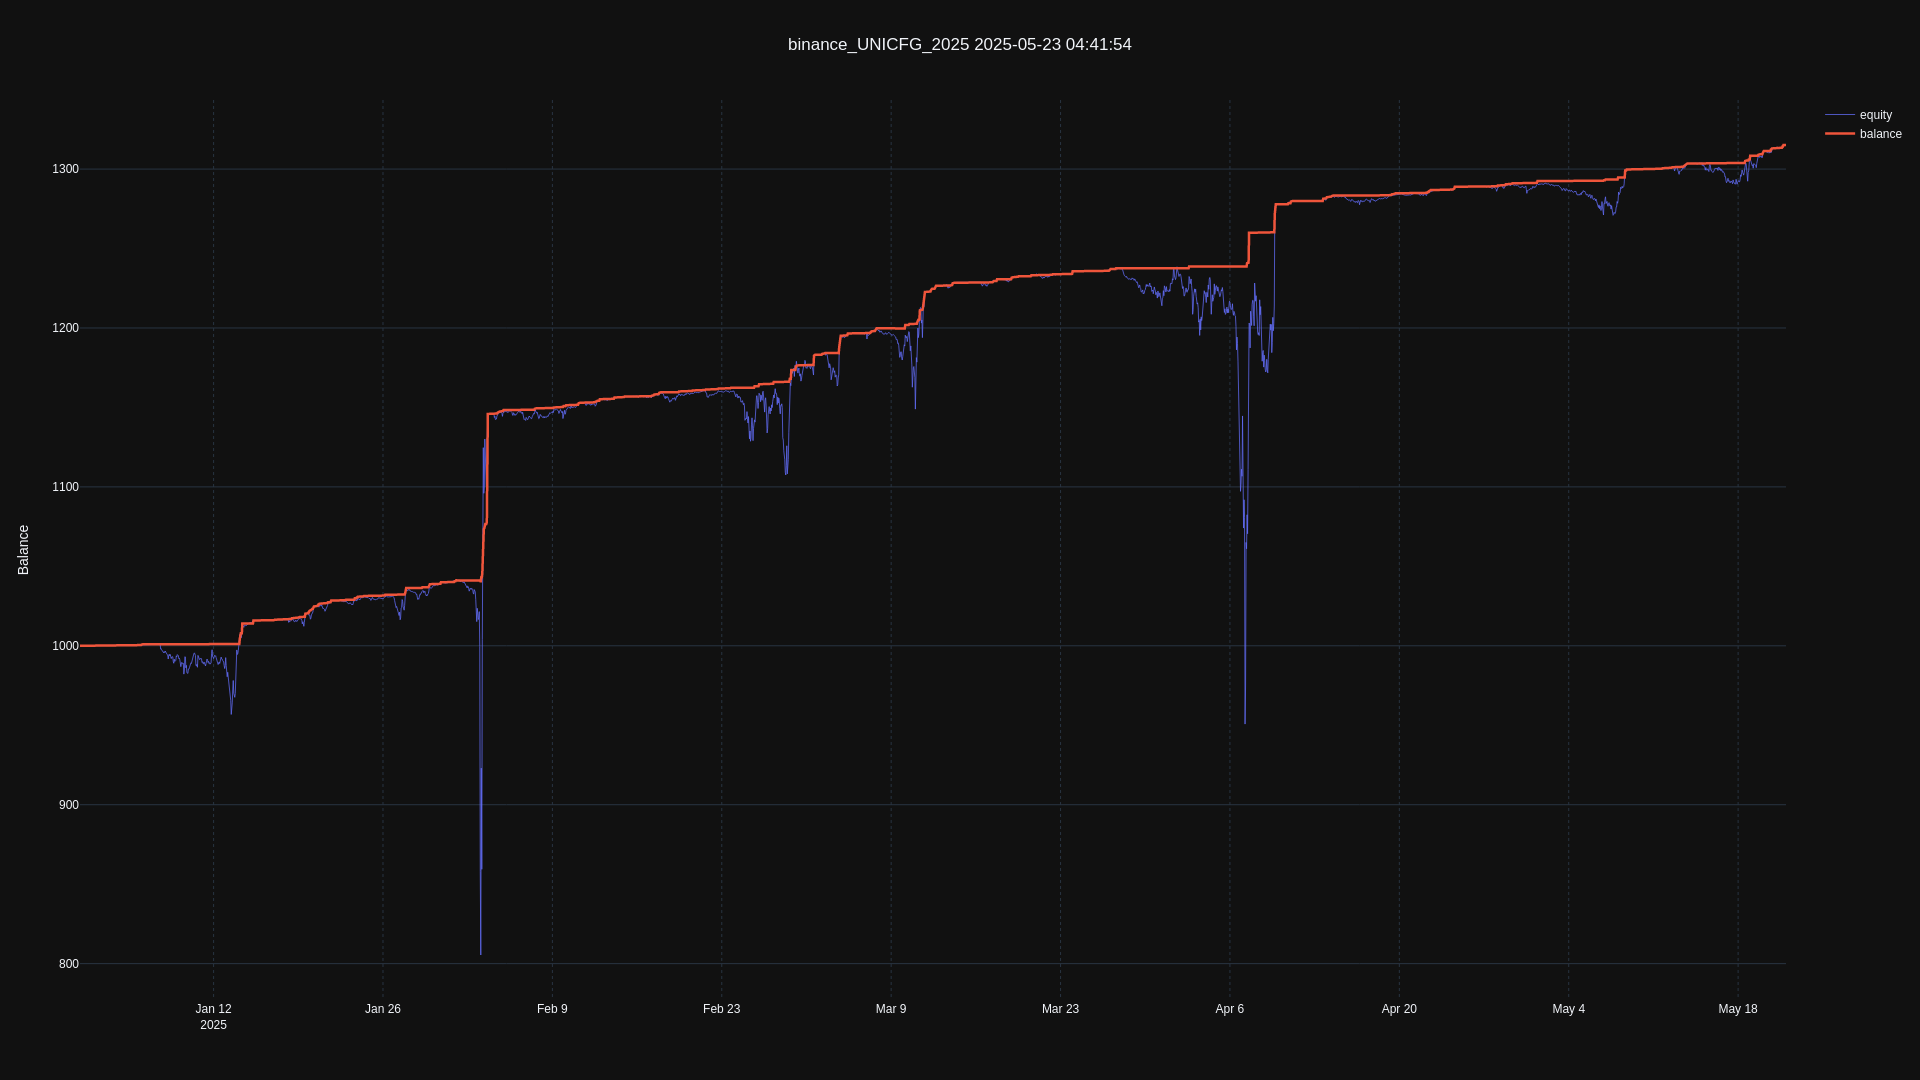 binance_UNICFG_2025 2025-05-23 04:41:54
equity
balance
Balance
1300
1200
1100
1000
900
800
Jan 12
2025
Jan 26
Feb 9
Feb 23
Mar 9
Mar 23
Apr 6
Apr 20
May 4
May 18